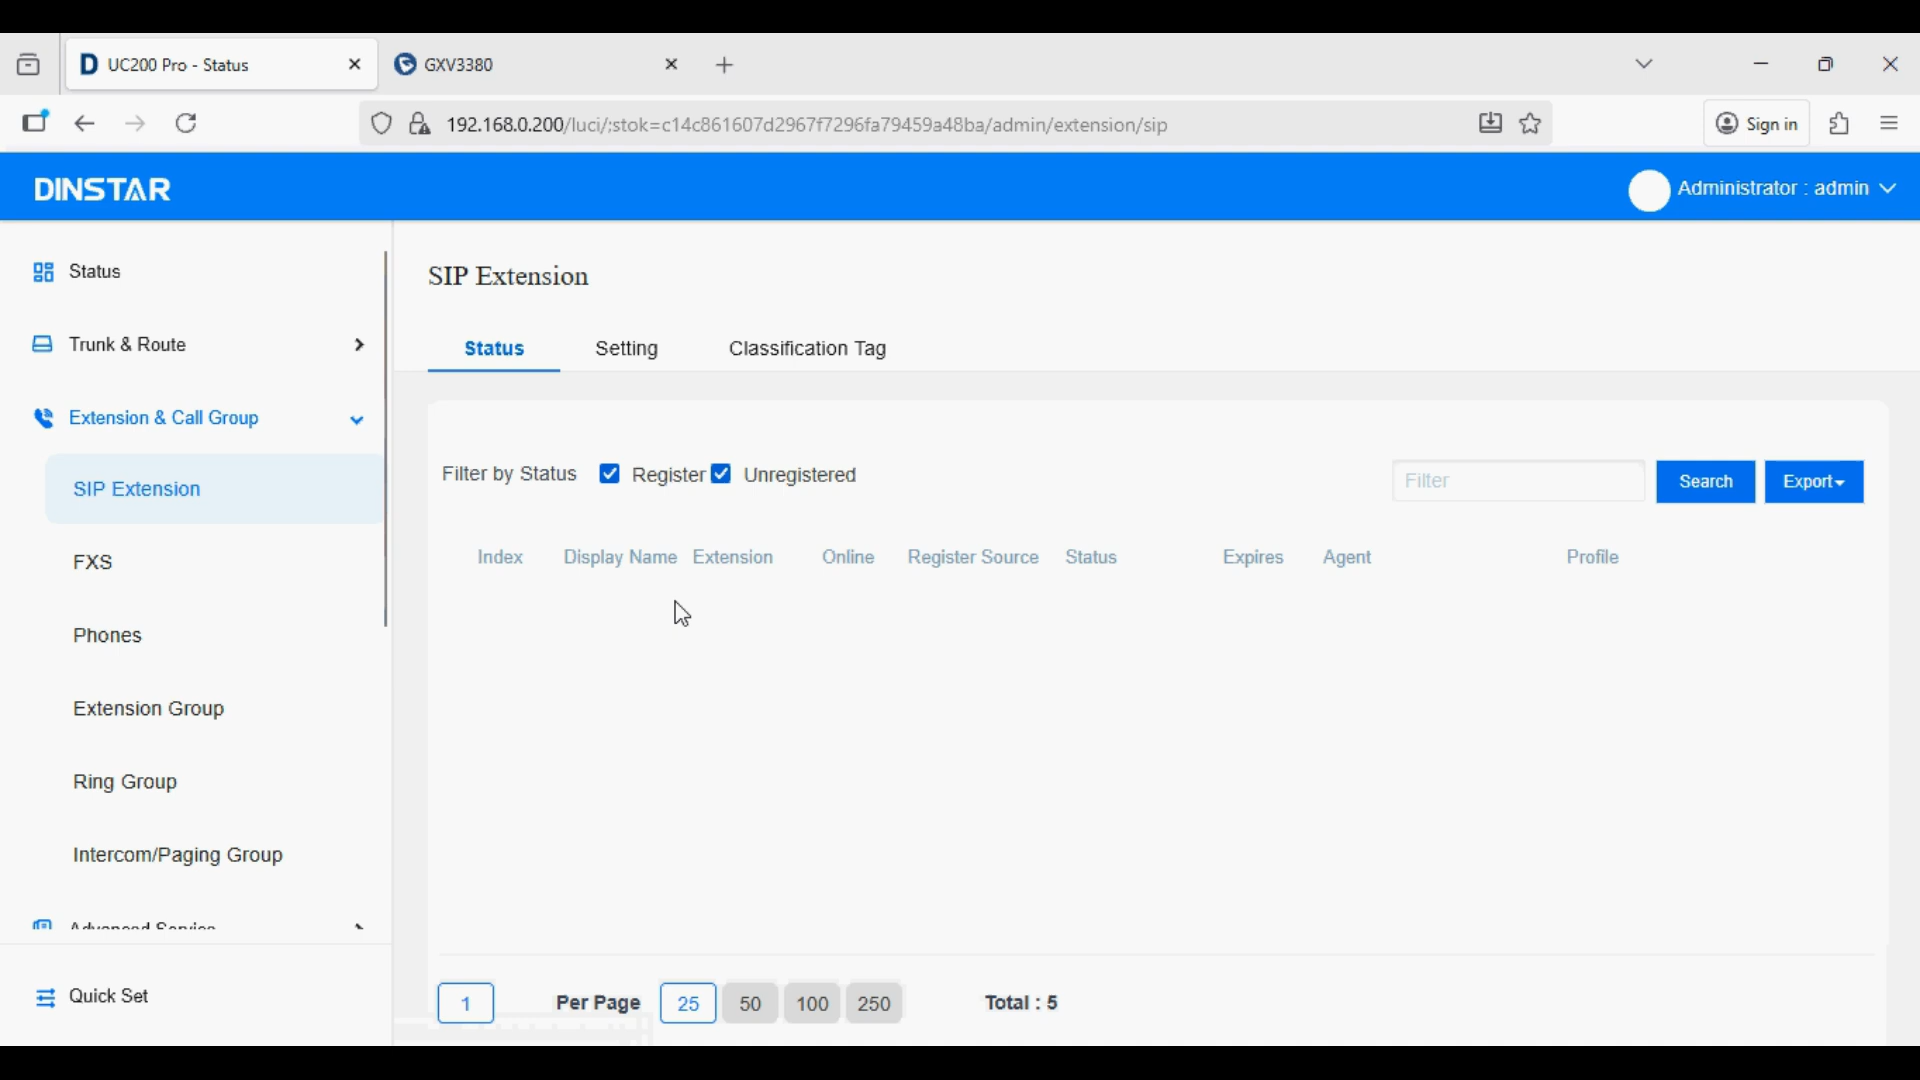 UC200 Pro - Status
GXV3380
192.168.0.200/luci/;stok=c14c861607d2967f7296fa79459a48ba/admin/extension/sip
Sign in
DINSTAR
Administrator : admin
Status
Trunk & Route
Extension & Call Group
SIP Extension
FXS
Phones
Extension Group
Ring Group
Intercom/Paging Group
Advanced Service
Quick Set
SIP Extension
Status Setting Classification Tag
Filter by Status Register Unregistered
Filter Search Export
Index Display Name Extension Online Register Source Status Expires Agent Profile
1 Per Page 25 50 100 250 Total : 5